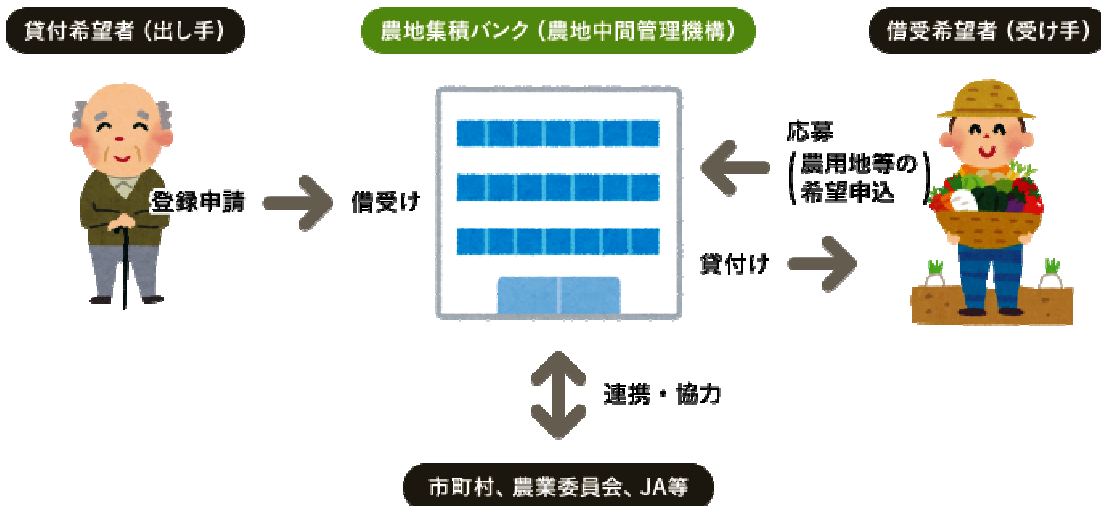 貸付希望者（出し手）
農地集積バンク（農地中間管理機構）
借受希望者（受け手）
登録申請
借受け
応募
（農用地等の
希望申込）
貸付け
連携・協力
市町村、農業委員会、JA等